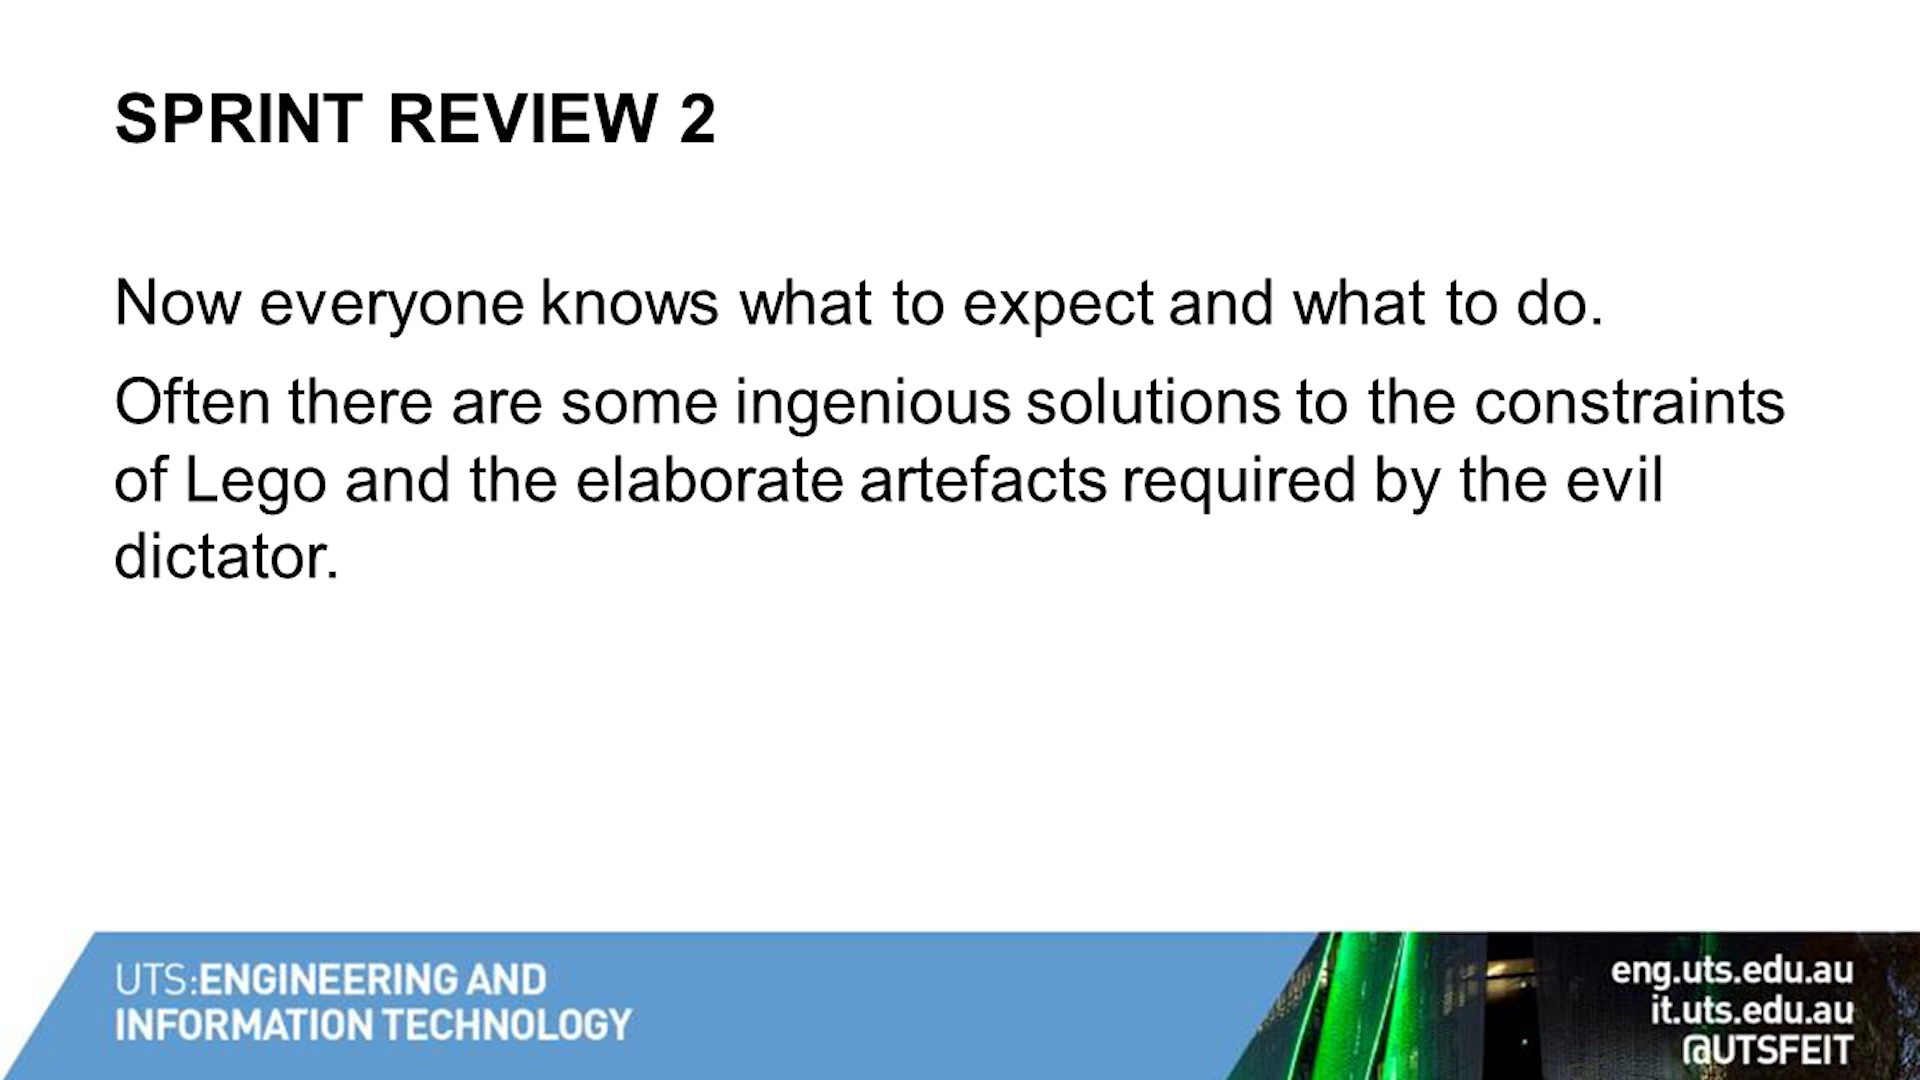 SPRINT REVIEW 2
Now everyone knows what to expect and what to do.
Often there are some ingenious solutions to the constraints
of Lego and the elaborate artefacts required by the evil
dictator.
UTS:ENGINEERING AND
INFORMATION TECHNOLOGY
eng.uts.edu.au
it.uts.edu.au
@UTSFEIT